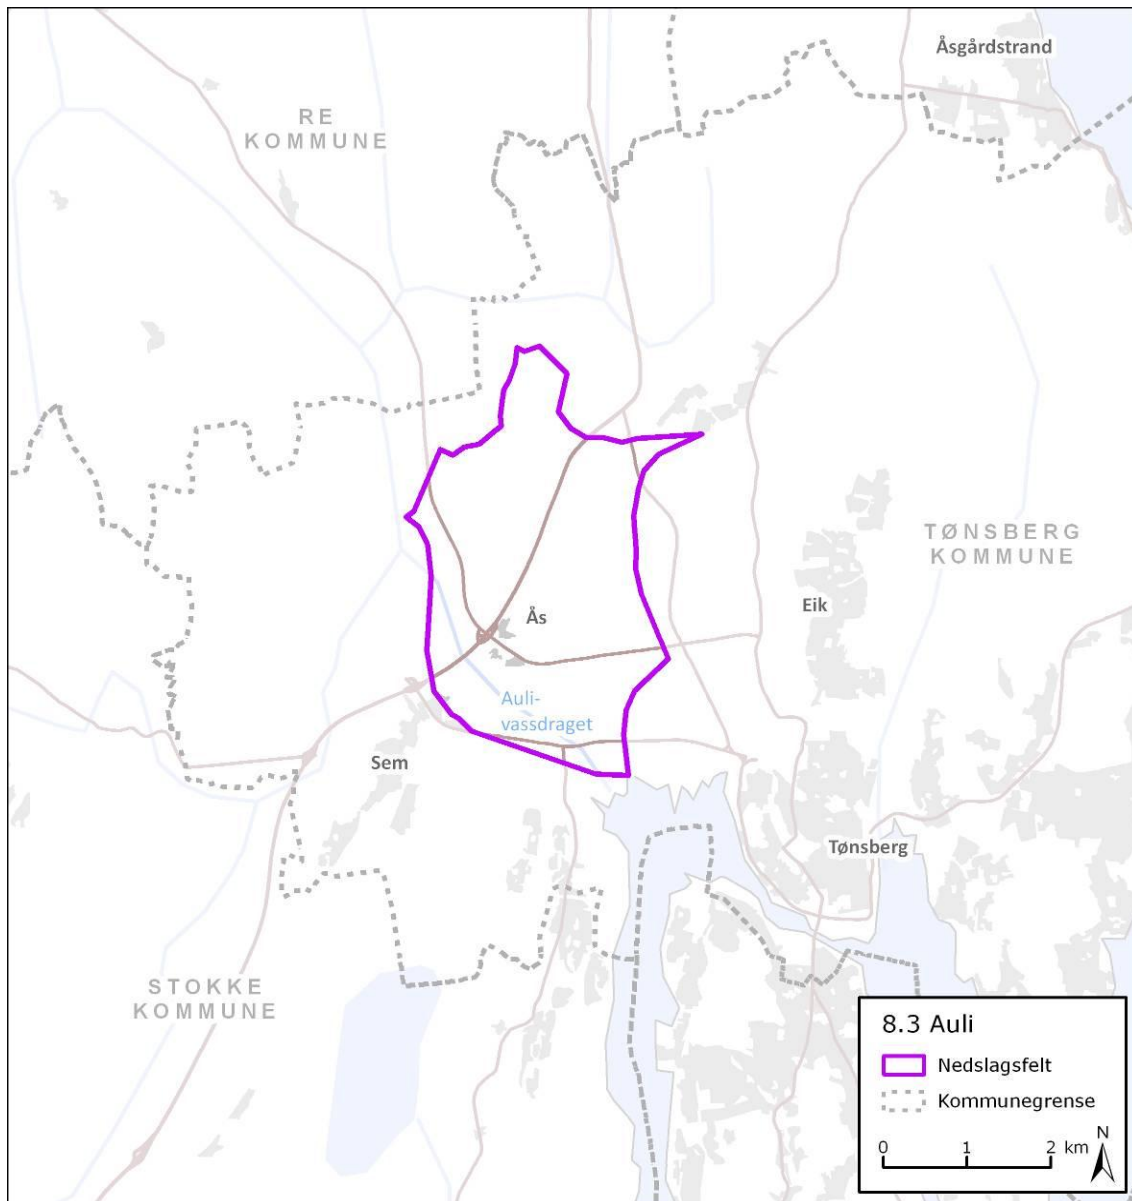 Åsgårdstrand
RE
KOMMUNE
TØNSBERG
KOMMUNE
Eik
Ås
Auli-
vassdraget
Sem
Tønsberg
STOKKE
KOMMUNE
8.3 Auli
Nedslagsfelt
Kommunegrense
0 1 2 km
N